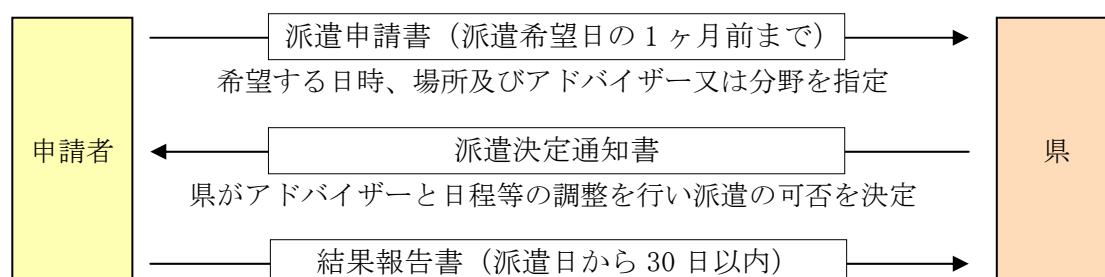 派遣申請書（派遣希望日の1ヶ月前まで）
希望する日時、場所及びアドバイザー又は分野を指定
申請者
派遣決定通知書
県
県がアドバイザーと日程等の調整を行い派遣の可否を決定
結果報告書（派遣日から30日以内）